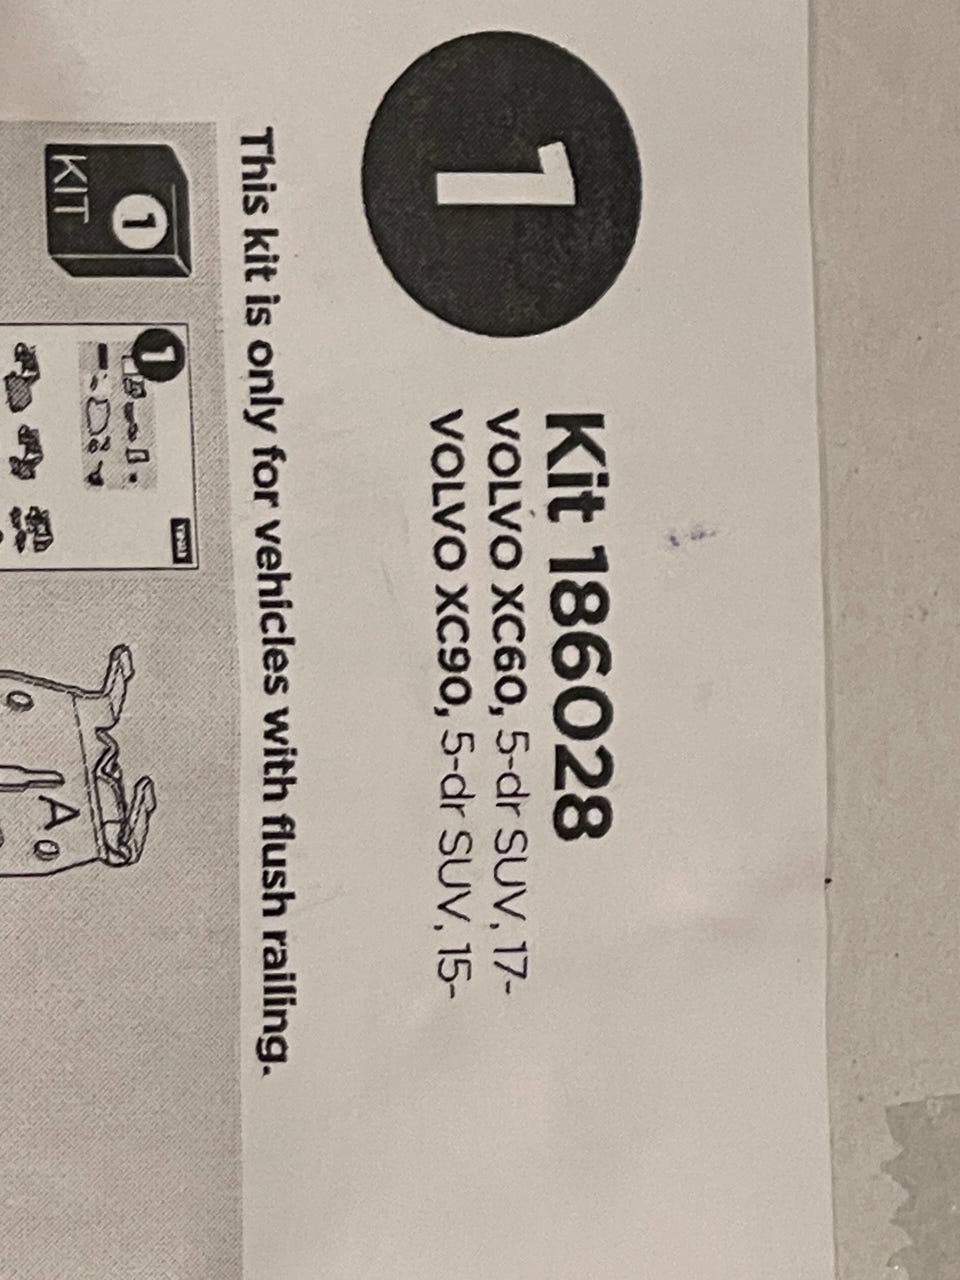 1
Kit 186028
VOLVO XC60, 5-dr SUV, 17-
VOLVO XC90, 5-dr SUV, 15-
This kit is only for vehicles with flush railing.
1
KIT
1
A